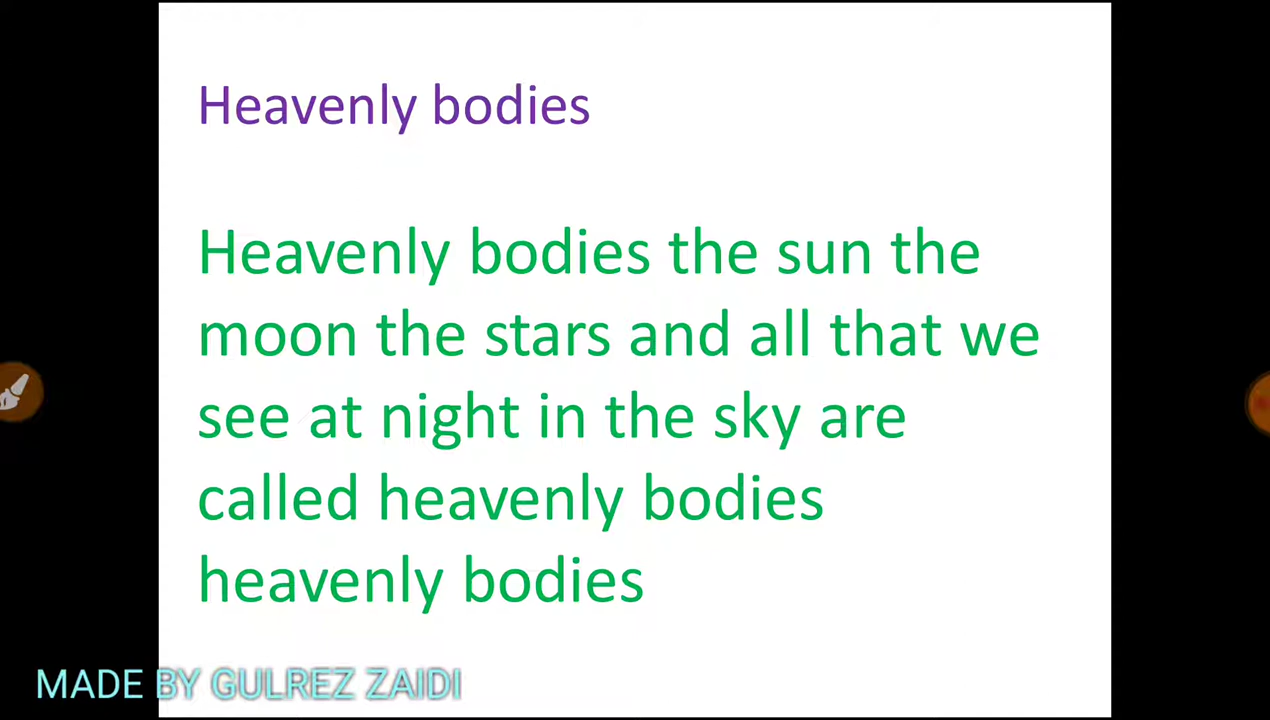 Heavenly bodies
Heavenly bodies the sun the
moon the stars and all that we
see at night in the sky are
called heavenly bodies
heavenly bodies
MADE BY GULREZ ZAIDI